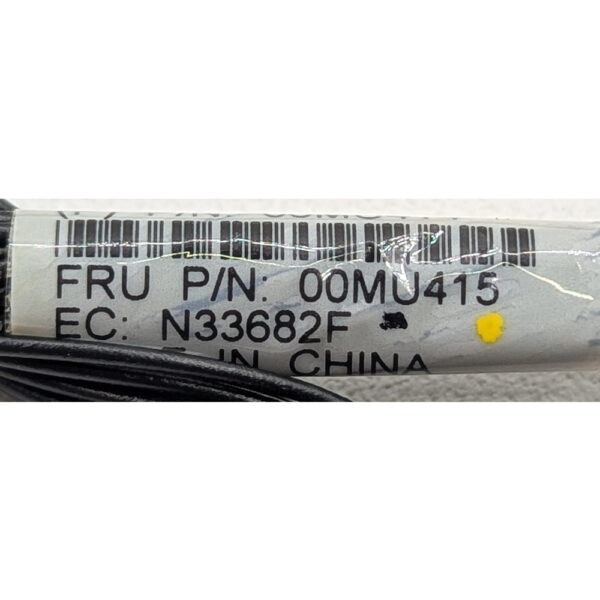 FRU P/N: 00MU415
EC: N33682F
IN CHINA